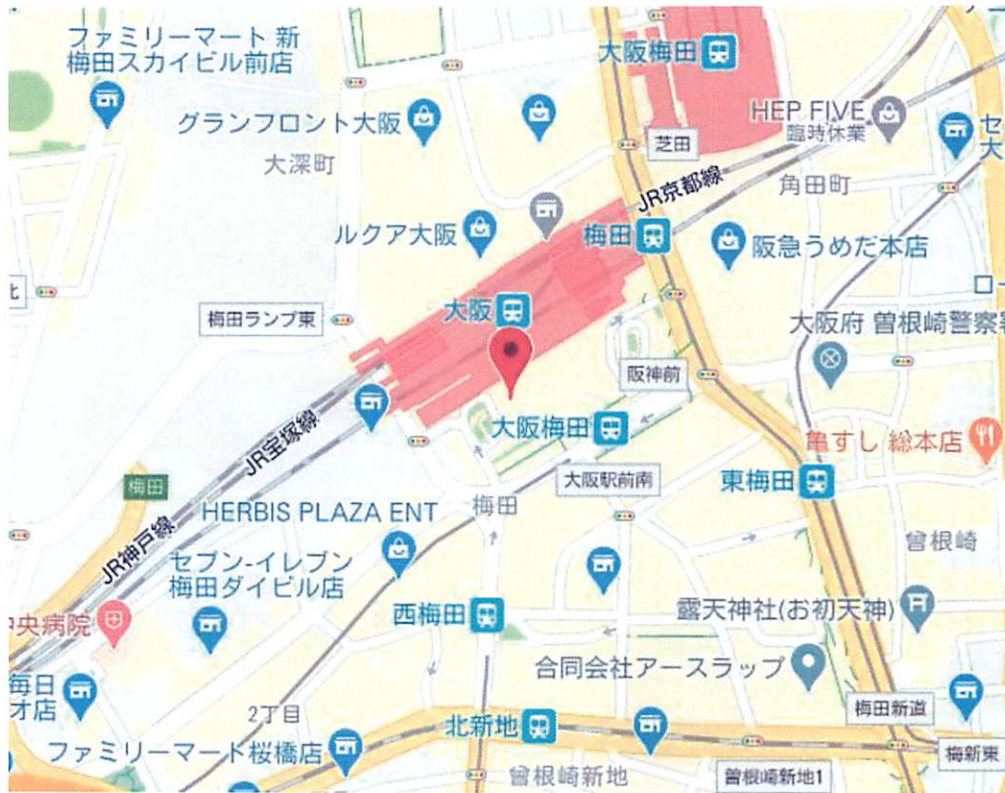 ファミリーマート 新
梅田スカイビル前店
大阪梅田
グランフロント大阪
HEP FIVE
臨時休業
セ
大
芝田
大深町
JR京都線
角田町
ルクア大阪
梅田
阪急うめだ本店
北
ロー
大阪
梅田ランプ東
大阪府 曽根崎警察署
阪神前
大阪梅田
亀すし 総本店
JR宝塚線
大阪駅前南
東梅田
梅田
梅田
HERBIS PLAZA ENT
曾根崎
JR神戸線
セブン-イレブン
梅田ダイビル店
中央病院
西梅田
露天神社(お初天神)
合同会社アースラップ
毎日
オ店
2丁目
梅田新道
北新地
ファミリーマート桜橋店
梅新東
曾根崎新地
曽根崎新地1